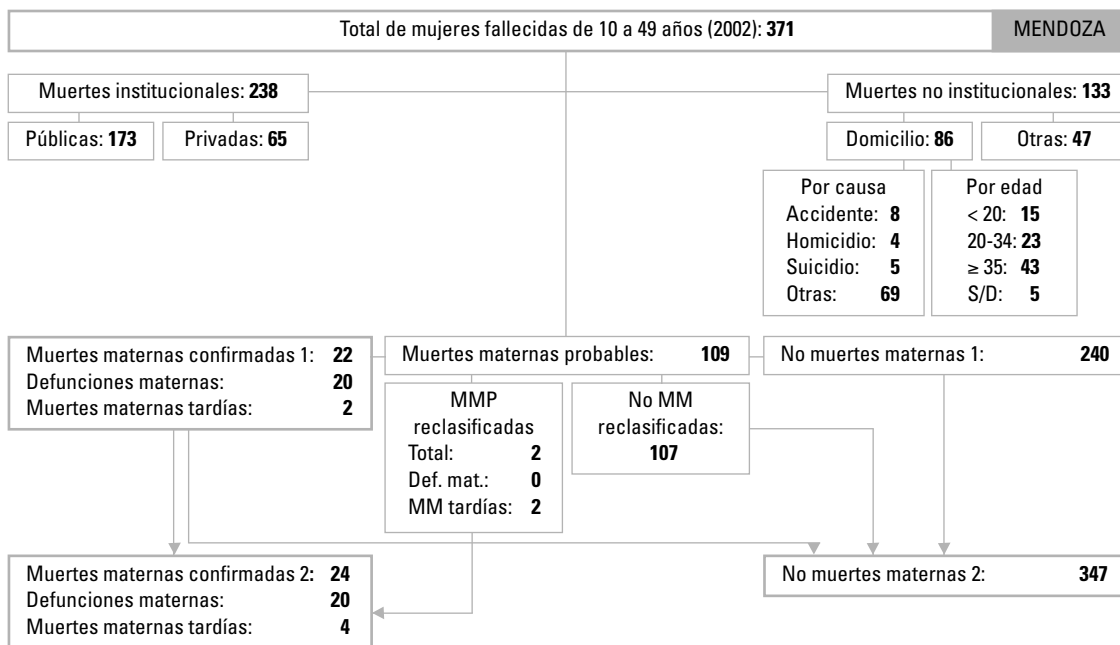 Total de mujeres fallecidas de 10 a 49 años (2002): 371
MENDOZA
Muertes institucionales: 238
Muertes no institucionales: 133
Públicas: 173
Privadas: 65
Domicilio: 86
Otras: 47
Por causa
Accidente: 8
Homicidio: 4
Suicidio: 5
Otras: 69
Por edad
< 20: 15
20-34: 23
≥ 35: 43
S/D: 5
Muertes maternas confirmadas 1: 22
Defunciones maternas: 20
Muertes maternas tardías: 2
Muertes maternas probables: 109
No muertes maternas 1: 240
MMP
reclasificadas
Total: 2
Def. mat.: 0
MM tardías: 2
No MM
reclasificadas:
107
Muertes maternas confirmadas 2: 24
Defunciones maternas: 20
Muertes maternas tardías: 4
No muertes maternas 2: 347